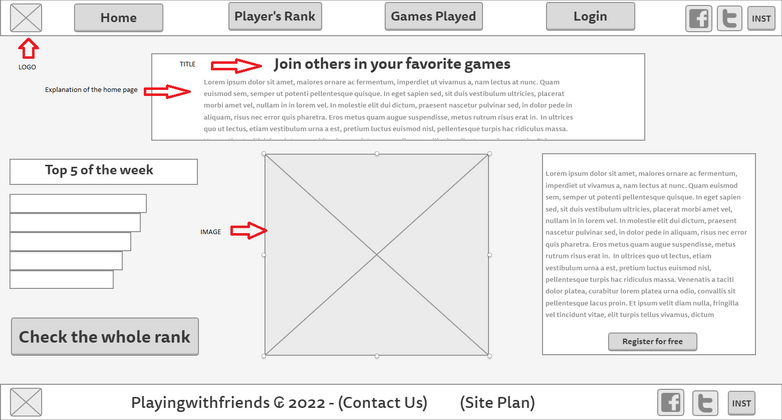 Home
Player's Rank
Games Played
Login
INST
LOGO
TITLE
Join others in your favorite games
Explanation of the home page
Lorem ipsum dolor sit amet, maiores ac fermentum, imperdiet ut vivamus a, nam lectus at nunc. Quam
euismod sem, semper ut potenti pellentesque quisque. In eget sapien sed, sit duis vestibulum ultricies, placerat
morbi amet vel, nullam in in lorem vel. In molestie elit dui dictum, praesent nascetur pulvinar sed, in dolor pede in
aliquam, risus nec error quis pharetra. Eros metus quam augue suspendisse, metus rutrum risus erat in. In ultrices
quo ut lectus, etiam vestibulum urna a est, pretium luctus euismod nisl, pellentesque turpis hac ridiculus massa.
Top 5 of the week
Check the whole rank
IMAGE
Lorem ipsum dolor sit amet, maiores ac fermentum,
imperdiet ut vivamus a, nam lectus at nunc. Quam
euismod sem, semper ut potenti pellentesque
quisque. In eget sapien
sed, sit duis vestibulum ultricies, placerat morbi amet vel,
nullam in in lorem vel. In molestie elit dui dictum,
praesent nascetur pulvinar sed, in dolor pede in
aliquam, risus nec error
quis pharetra. Eros metus quam augue suspendisse, metus
rutrum risus erat in. In ultrices quo ut lectus, etiam
vestibulum urna a est, pretium luctus euismod nisl,
pellentesque turpis hac ridiculus massa. Venenatis a taciti
dolor platea, curabitur lorem platea urna odio, convallis sit
pellentesque lacus proin. Et ipsum velit diam nulla, fringilla
vel tincidunt vitae, elit turpis tellus vivamus, dictum
Register for free
Playingwithfriends © 2022 - (Contact Us) (Site Plan)
INST